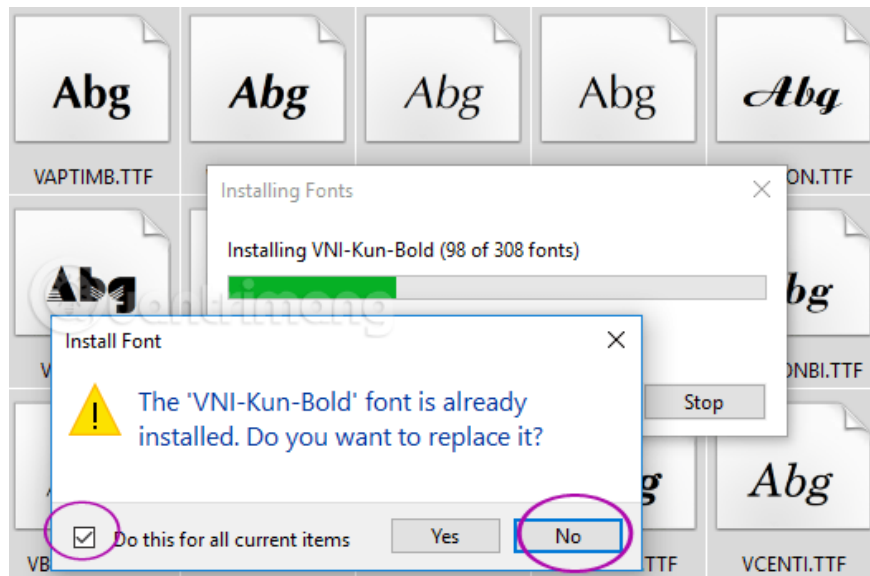 Abg
Abg
Abg
Abg
Abg
VAPTIMB.TTF
ON.TTF
Installing Fonts
Installing VNI-Kun-Bold (98 of 308 fonts)
Abg
bg
uantrimang
Install Font
V
ONBI.TTF
The 'VNI-Kun-Bold' font is already
installed. Do you want to replace it?
Stop
g
Abg
Do this for all current items
Yes
No
VB
TTF
VCENTI.TTF